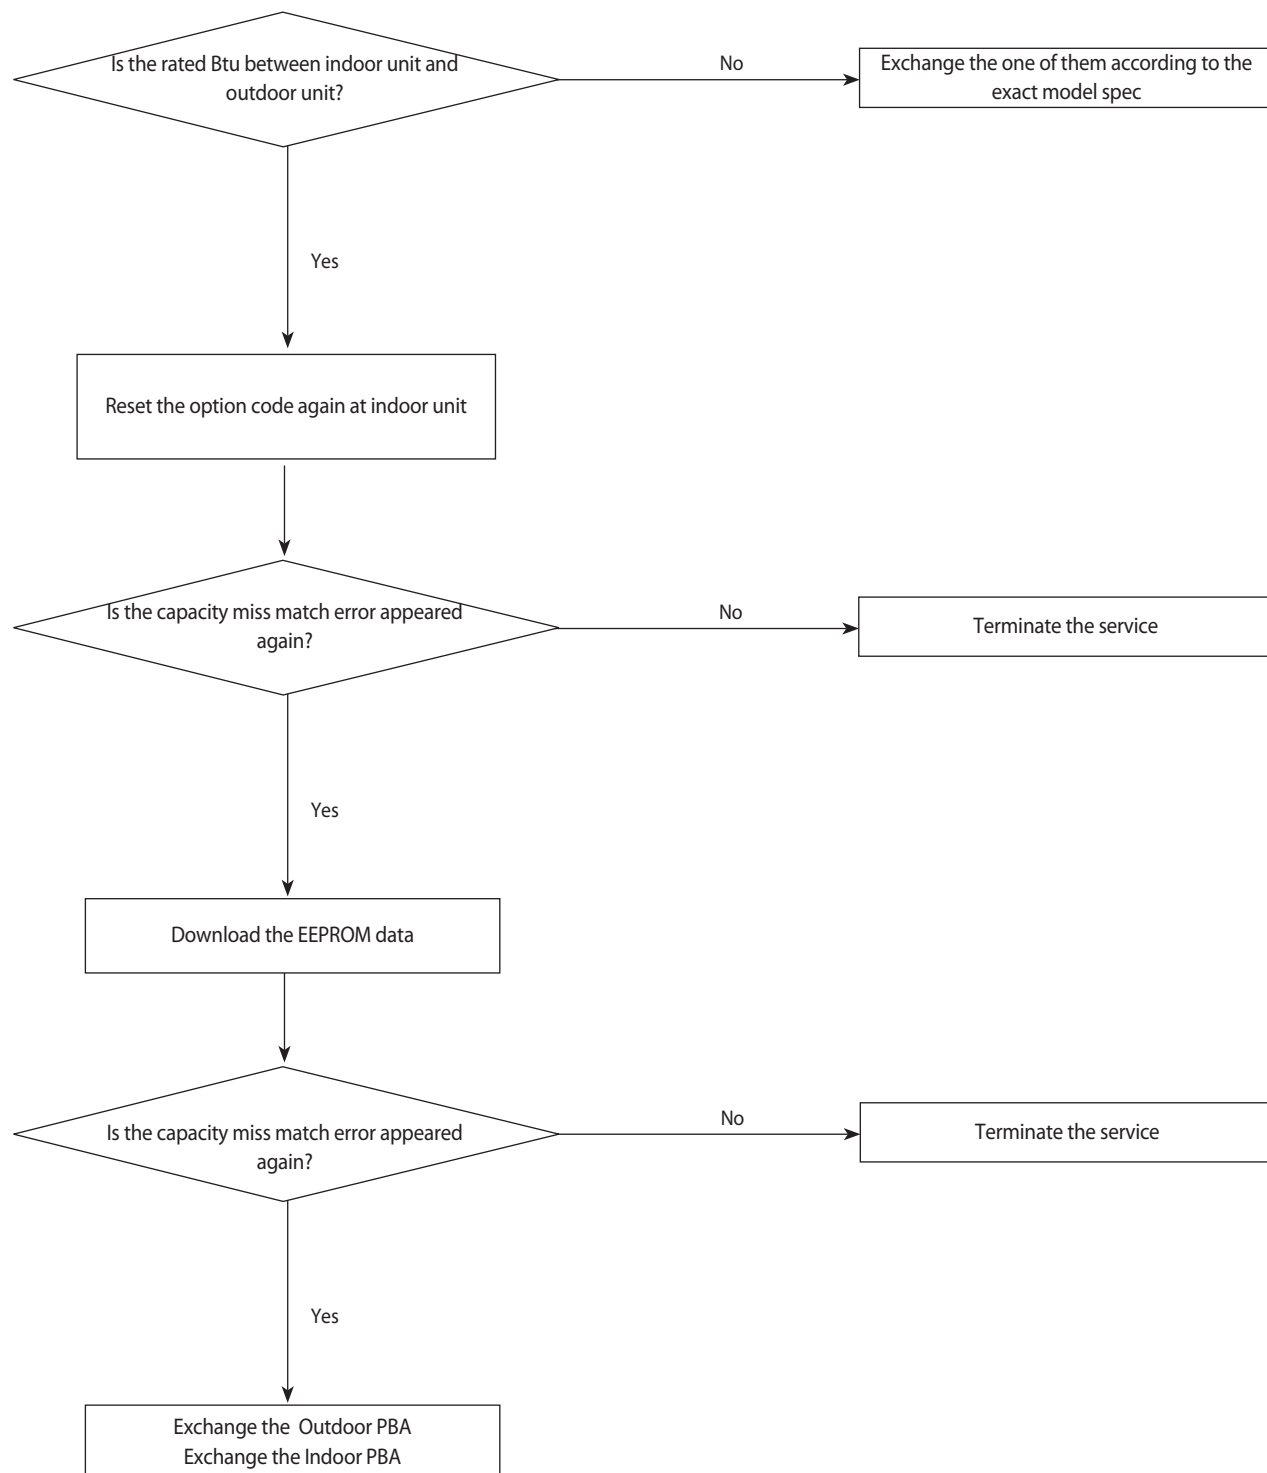 Is the rated Btu between indoor unit and
outdoor unit?
No
Exchange the one of them according to the
exact model spec
Yes
Reset the option code again at indoor unit
Is the capacity miss match error appeared
again?
No
Terminate the service
Yes
Download the EEPROM data
Is the capacity miss match error appeared
again?
No
Terminate the service
Yes
Exchange the  Outdoor PBA
Exchange the Indoor PBA